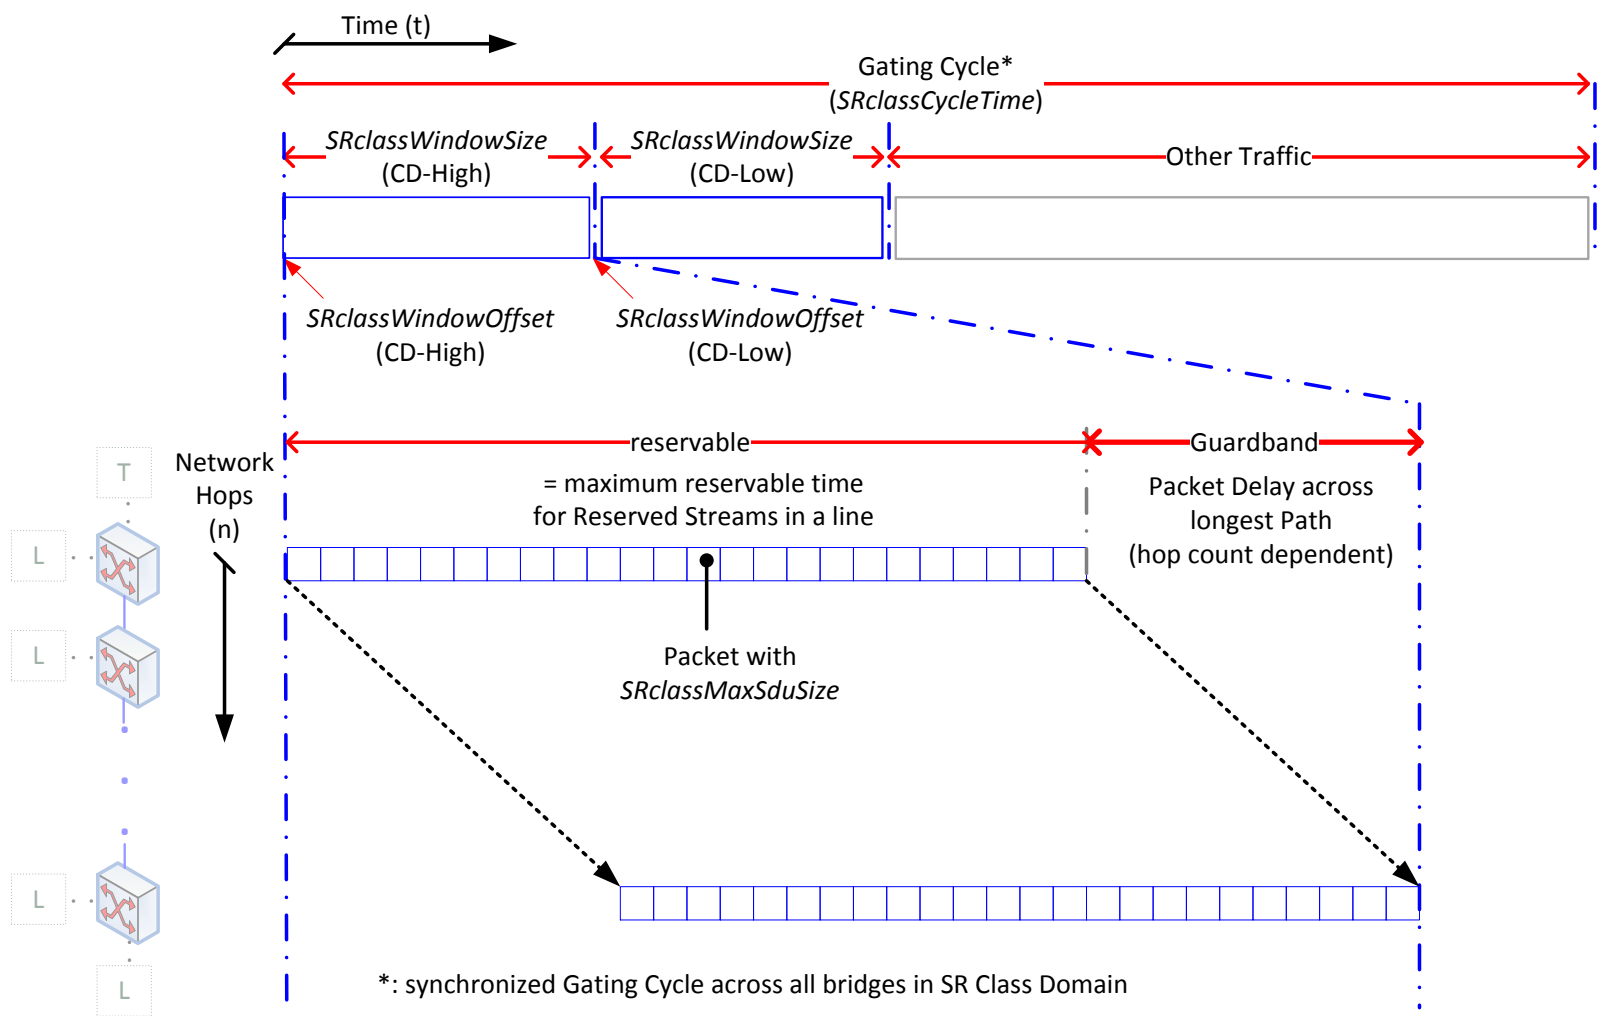 Time (t)
Gating Cycle*
(SRclassCycleTime)
SRclassWindowSize
(CD-High)
SRclassWindowSize
(CD-Low)
Other Traffic
SRclassWindowOffset
(CD-High)
SRclassWindowOffset
(CD-Low)
reservable
Guardband
= maximum reservable time
for Reserved Streams in a line
Packet Delay across
longest Path
(hop count dependent)
Network
Hops
(n)
T
L
L
Packet with
SRclassMaxSduSize
L
L
*: synchronized Gating Cycle across all bridges in SR Class Domain